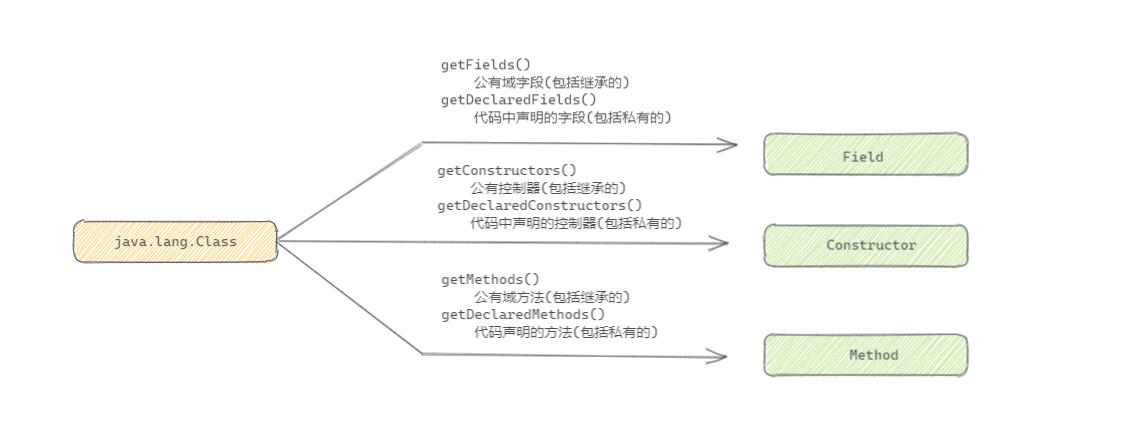 getFields()
公有域字段(包括继承的)
getDeclaredFields()
代码中声明的字段(包括私有的)
Field
getConstructors()
公有控制器(包括继承的)
getDeclaredConstructors()
代码中声明的控制器(包括私有的)
java.lang.Class
Constructor
getMethods()
公有域方法(包括继承的)
getDeclaredMethods()
代码声明的方法(包括私有的)
Method